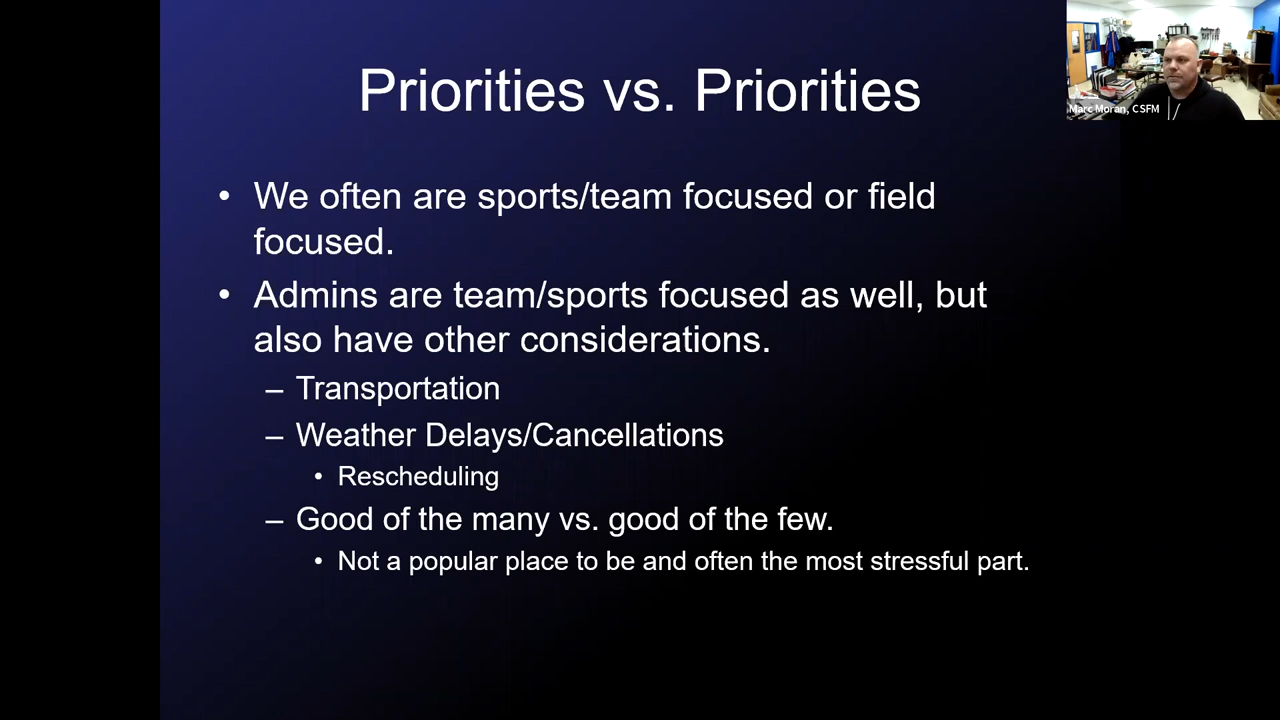 Priorities vs. Priorities
Marc Moran, CSFM
• We often are sports/team focused or field
focused.
• Admins are team/sports focused as well, but
also have other considerations.
– Transportation
– Weather Delays/Cancellations
• Rescheduling
– Good of the many vs. good of the few.
• Not a popular place to be and often the most stressful part.